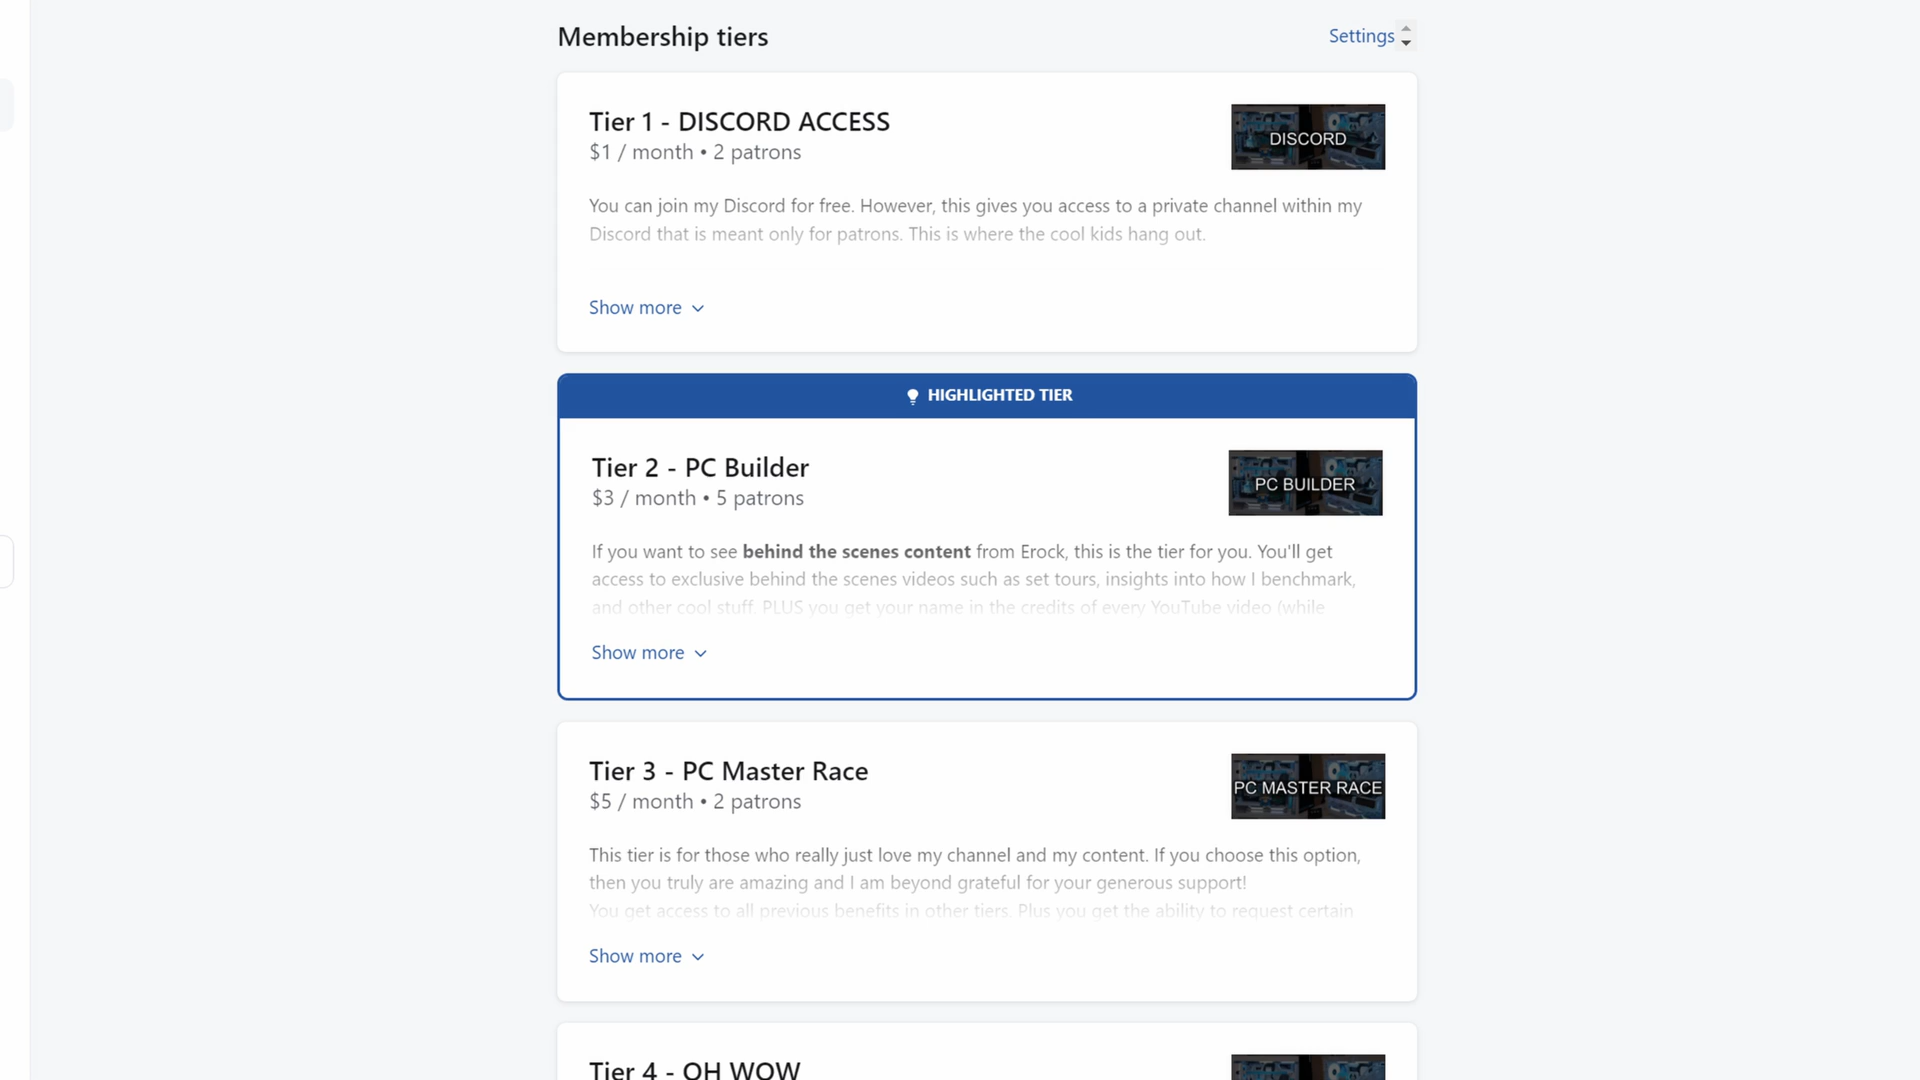 Membership tiers
Settings
Tier 1 - DISCORD ACCESS
$1 / month • 2 patrons
DISCORD
You can join my Discord for free. However, this gives you access to a private channel within my
Discord that is meant only for patrons. This is where the cool kids hang out.
Show more
HIGHLIGHTED TIER
Tier 2 - PC Builder
$3 / month • 5 patrons
PC BUILDER
If you want to see behind the scenes content from Erock, this is the tier for you. You'll get
access to exclusive behind the scenes videos such as set tours, insights into how I benchmark,
and other cool stuff. PLUS you get your name in the credits of every YouTube video (while
Show more
Tier 3 - PC Master Race
$5 / month • 2 patrons
PC MASTER RACE
This tier is for those who really just love my channel and my content. If you choose this option,
then you truly are amazing and I am beyond grateful for your generous support!
You get access to all previous benefits in other tiers. Plus you get the ability to request certain
Show more
Tier 4 - OH WOW